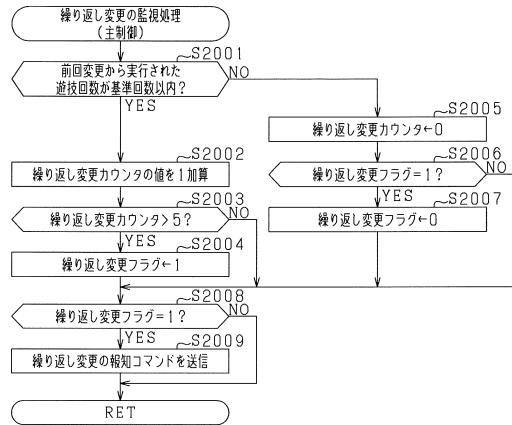 繰り返し変更の監視処理
(主制御)
S2001
前回変更から実行された
遊技回数が基準回数以内?
NO
YES
S2005
繰り返し変更カウンタ←0
S2002
繰り返し変更カウンタの値を1加算
S2006
繰り返し変更フラグ=1?
NO
YES
S2003
繰り返し変更カウンタ>5?
NO
YES
S2007
繰り返し変更フラグ←0
S2004
繰り返し変更フラグ←1
S2008
繰り返し変更フラグ=1?
NO
YES
S2009
繰り返し変更の報知コマンドを送信
RET